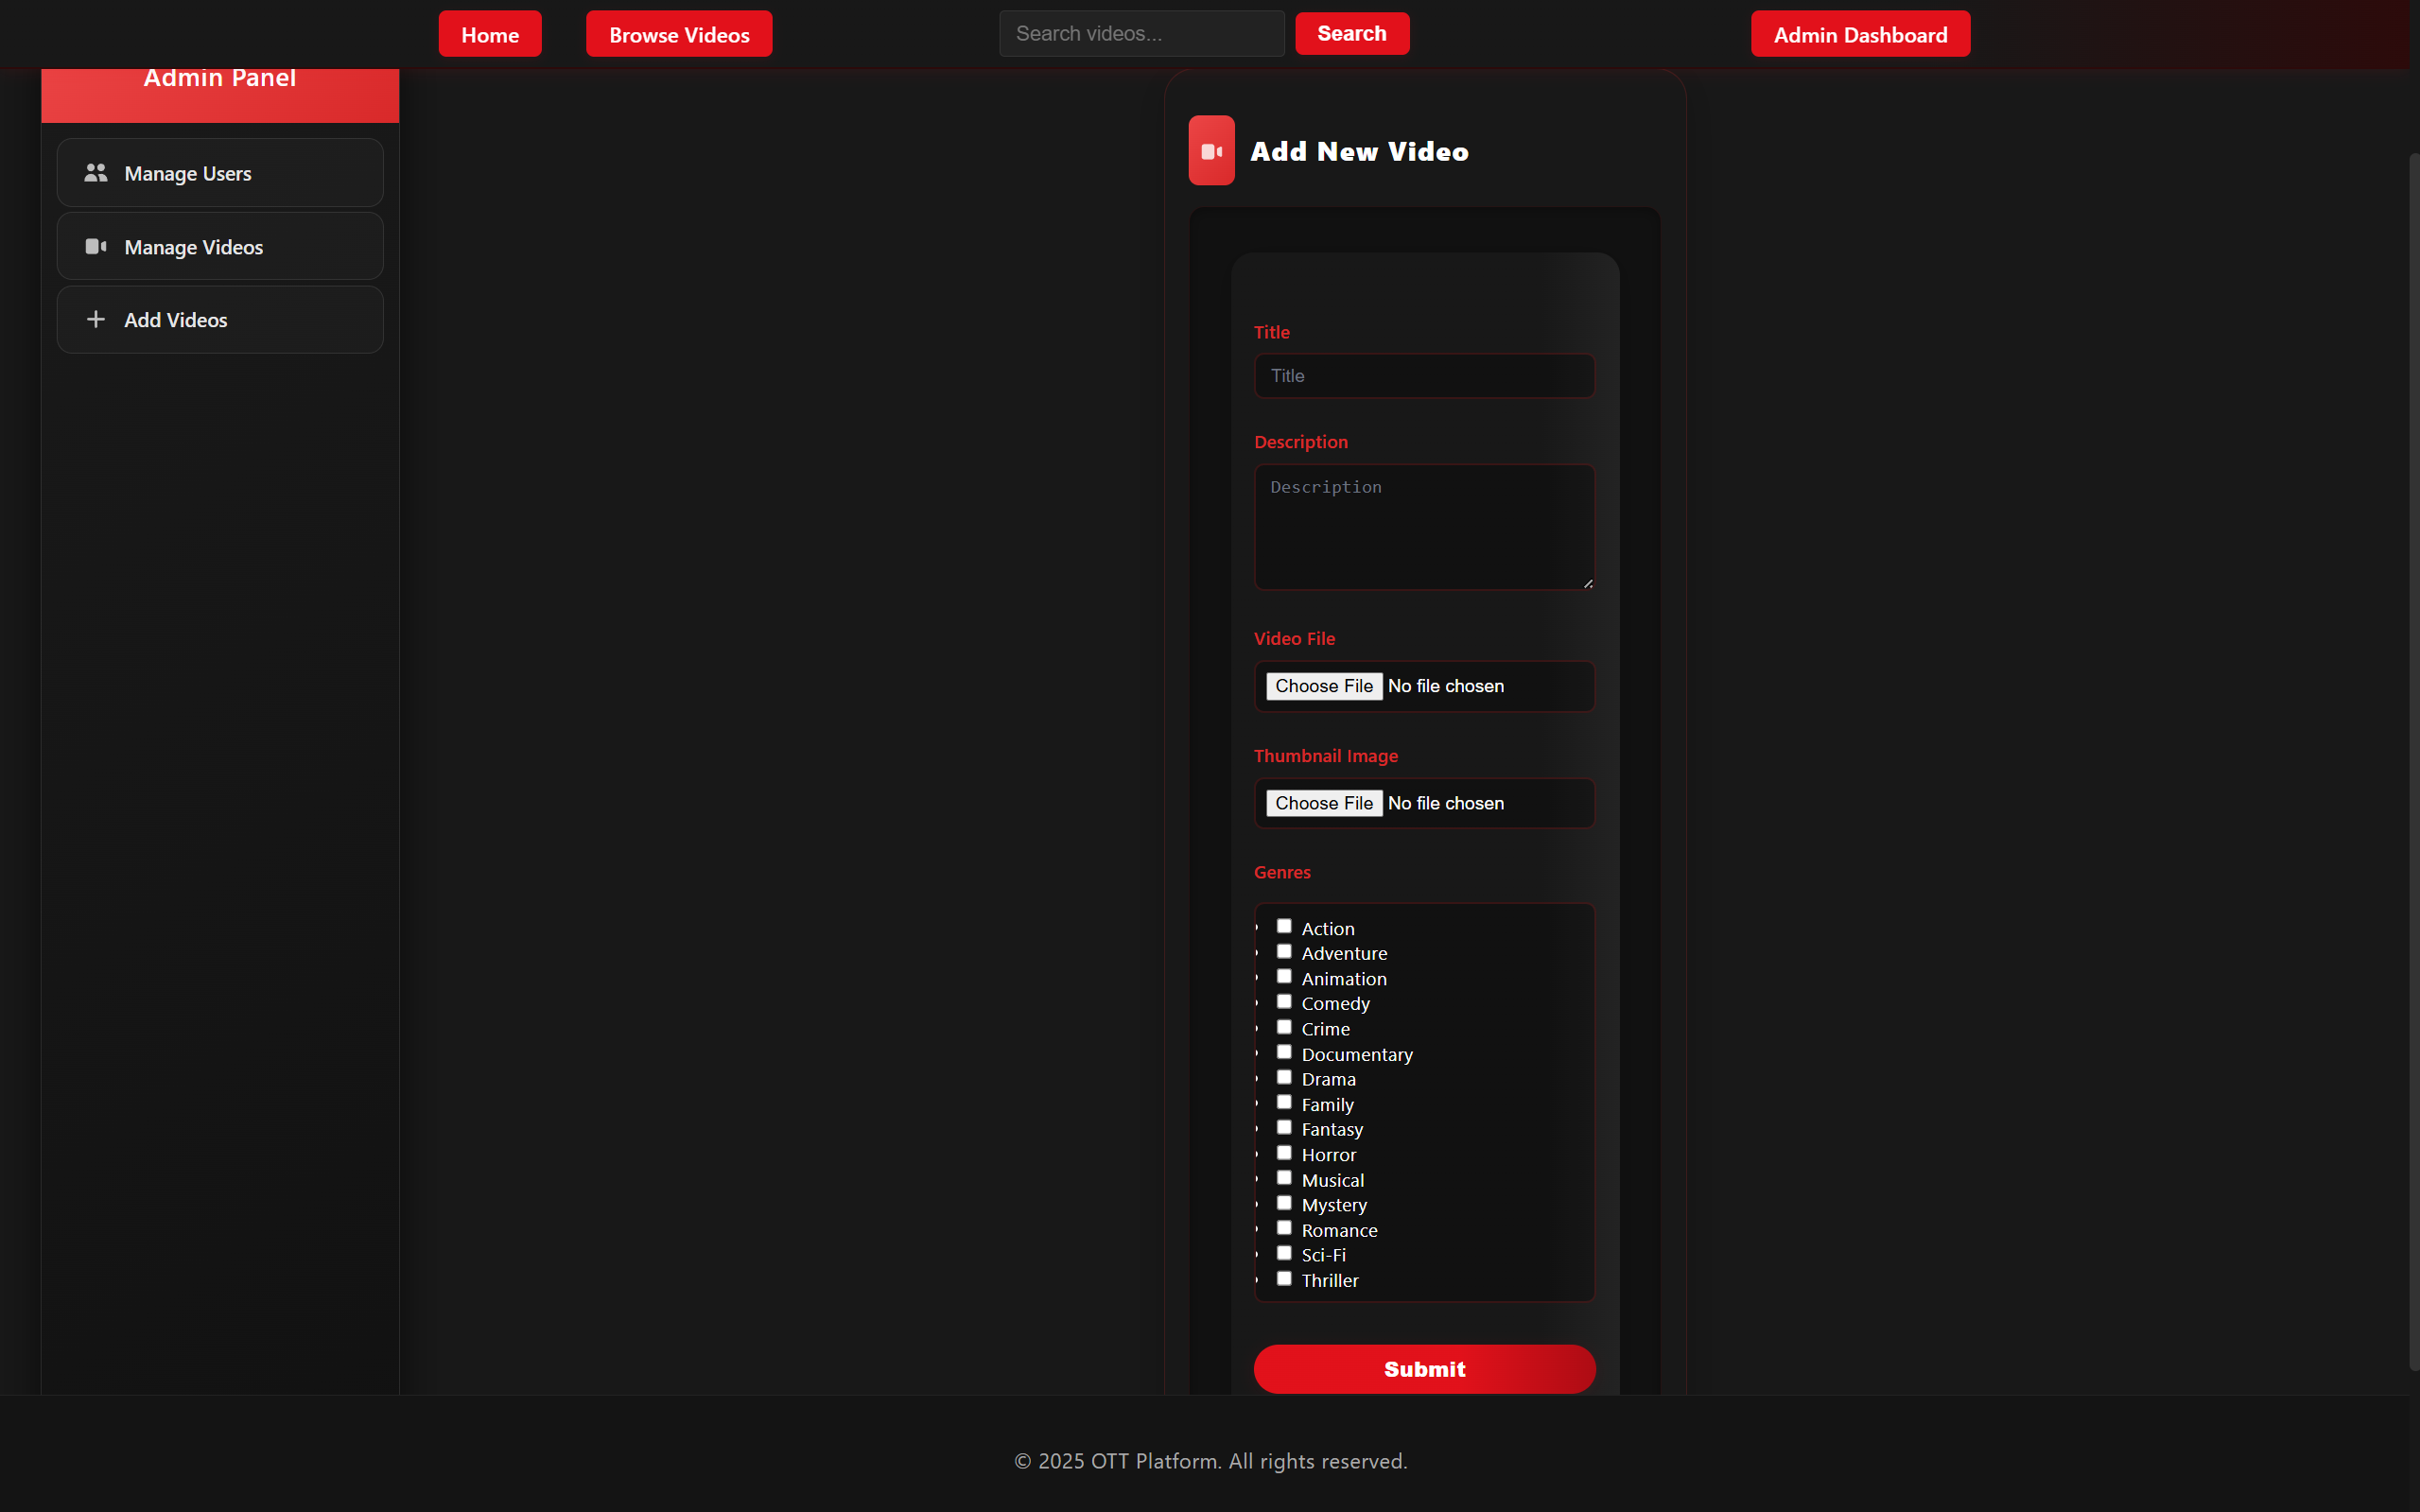 Home
Browse Videos
Search videos...
Search
Admin Dashboard
Admin Panel
Manage Users
Manage Videos
Add Videos
Add New Video
Title
Title
Description
Description
Video File
Choose File No file chosen
Thumbnail Image
Choose File No file chosen
Genres
Action
Adventure
Animation
Comedy
Crime
Documentary
Drama
Family
Fantasy
Horror
Musical
Mystery
Romance
Sci-Fi
Thriller
Submit
© 2025 OTT Platform. All rights reserved.